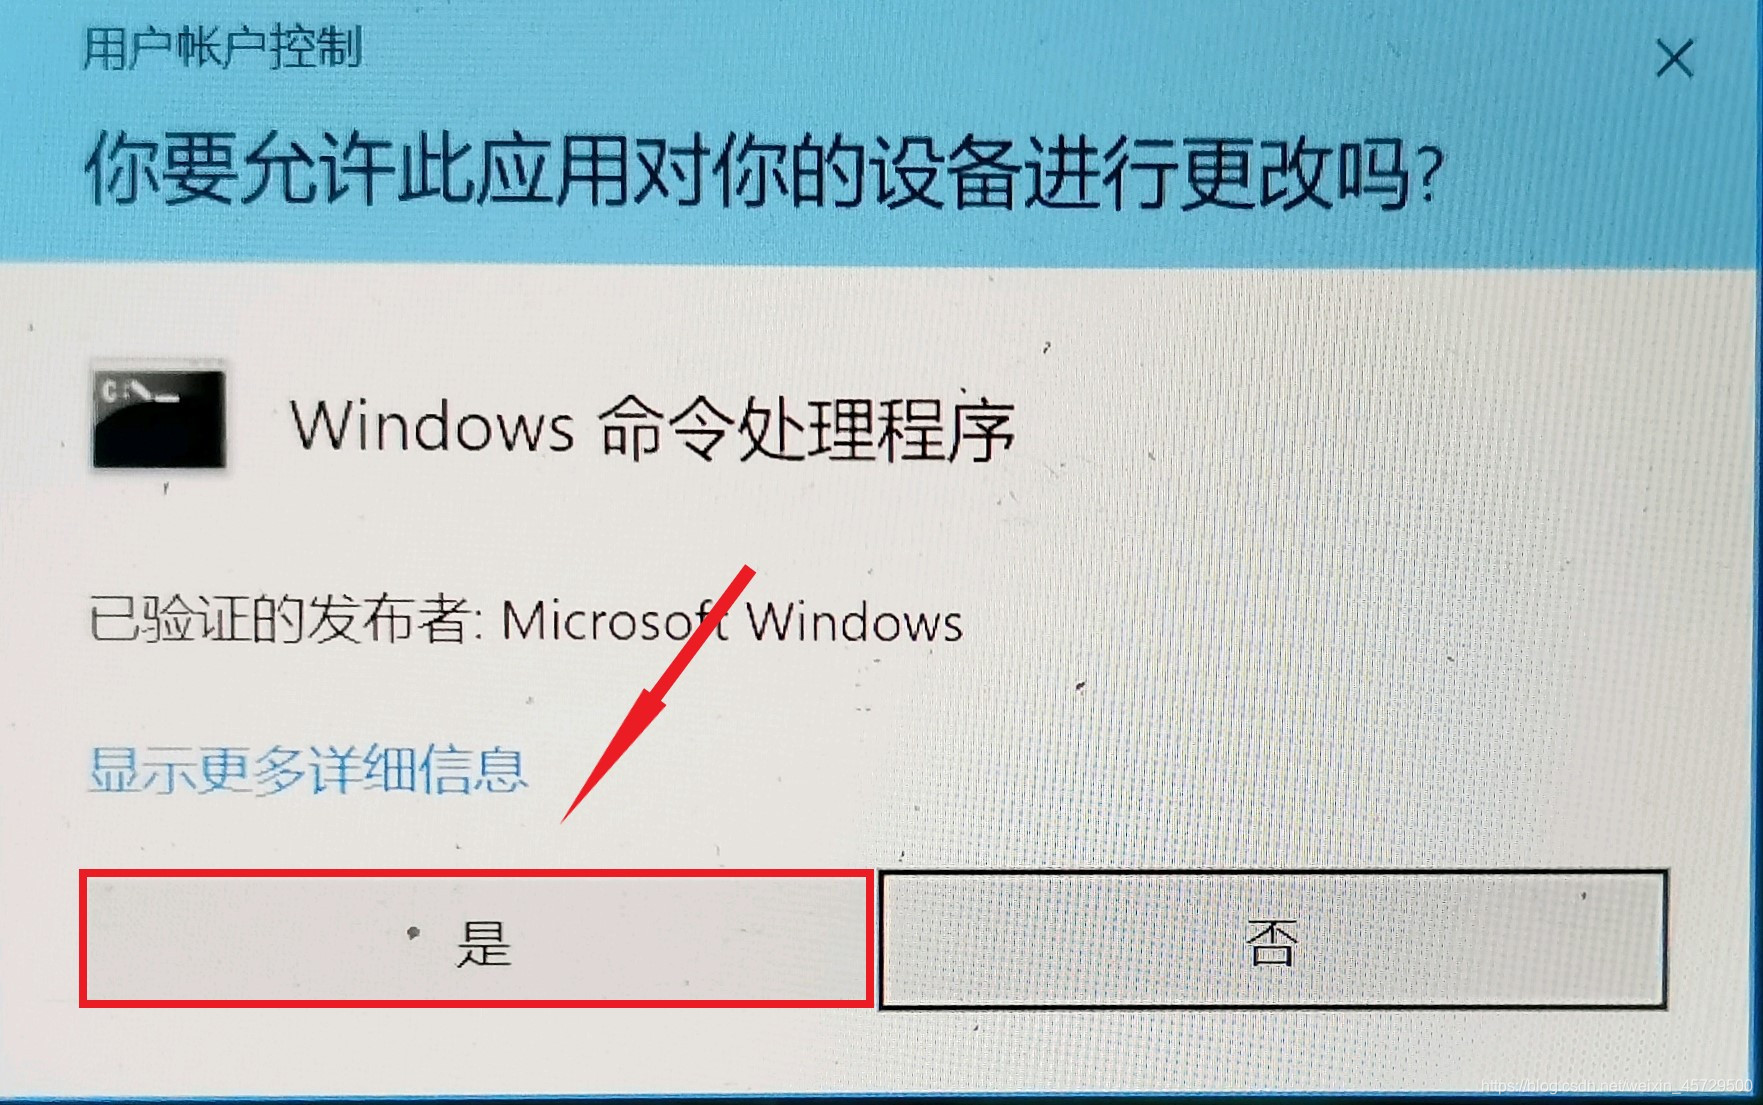 用户帐户控制
你要允许此应用对你的设备进行更改吗?
C:\_
Windows 命令处理程序
已验证的发布者: Microsoft Windows
显示更多详细信息
是
否
https://blog.csdn.net/weixin_45729500